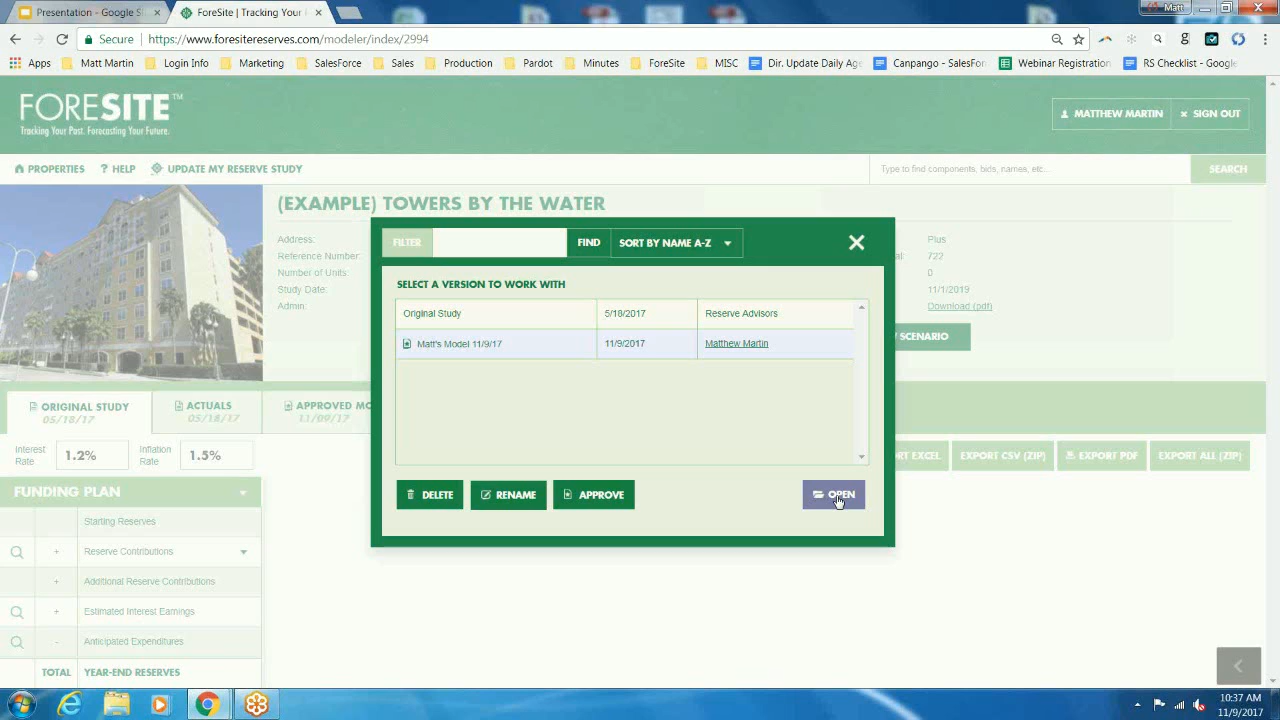 Presentation - Google S
ForeSite | Tracking Your
Matt
Secure
https://www.foresitereserves.com/modeler/index/2994
Apps
Matt Martin
Login Info
Marketing
SalesForce
Sales
Production
Pardot
Minutes
ForeSite
MISC
Dir. Update Daily Age
Canpango - SalesFor
Webinar Registration
RS Checklist - Google
FORESITE™
Tracking Your Past. Forecasting Your Future.
MATTHEW MARTIN
SIGN OUT
PROPERTIES
? HELP
UPDATE MY RESERVE STUDY
Type to find components, bids, names, etc...
SEARCH
(EXAMPLE) TOWERS BY THE WATER
Address:
Reference Number:
Number of Units:
Study Date:
Admin:
Plus
al: 722
0
11/1/2019
Download (pdf)
SCENARIO
FILTER
FIND
SORT BY NAME A-Z
SELECT A VERSION TO WORK WITH
Original Study 5/18/2017 Reserve Advisors
Matt's Model 11/9/17 11/9/2017 Matthew Martin
DELETE
RENAME
APPROVE
OPEN
ORIGINAL STUDY
05/18/17
ACTUALS
05/18/17
APPROVED MO
11/09/17
Interest
Rate
1.2%
Inflation
Rate
1.5%
RT EXCEL
EXPORT CSV (ZIP)
EXPORT PDF
EXPORT ALL (ZIP)
FUNDING PLAN
Starting Reserves
+ Reserve Contributions
+ Additional Reserve Contributions
+ Estimated Interest Earnings
- Anticipated Expenditures
TOTAL YEAR-END RESERVES
10:37 AM
11/9/2017